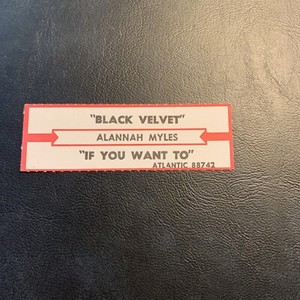 "BLACK VELVET"
ALANNAH MYLES
"IF YOU WANT TO"
ATLANTIC 88742